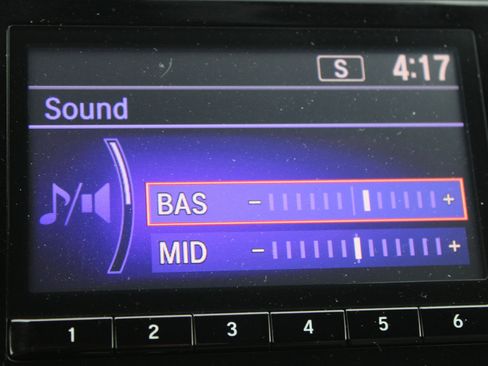 S 4:17
Sound
BAS - +
MID - +
1 2 3 4 5 6